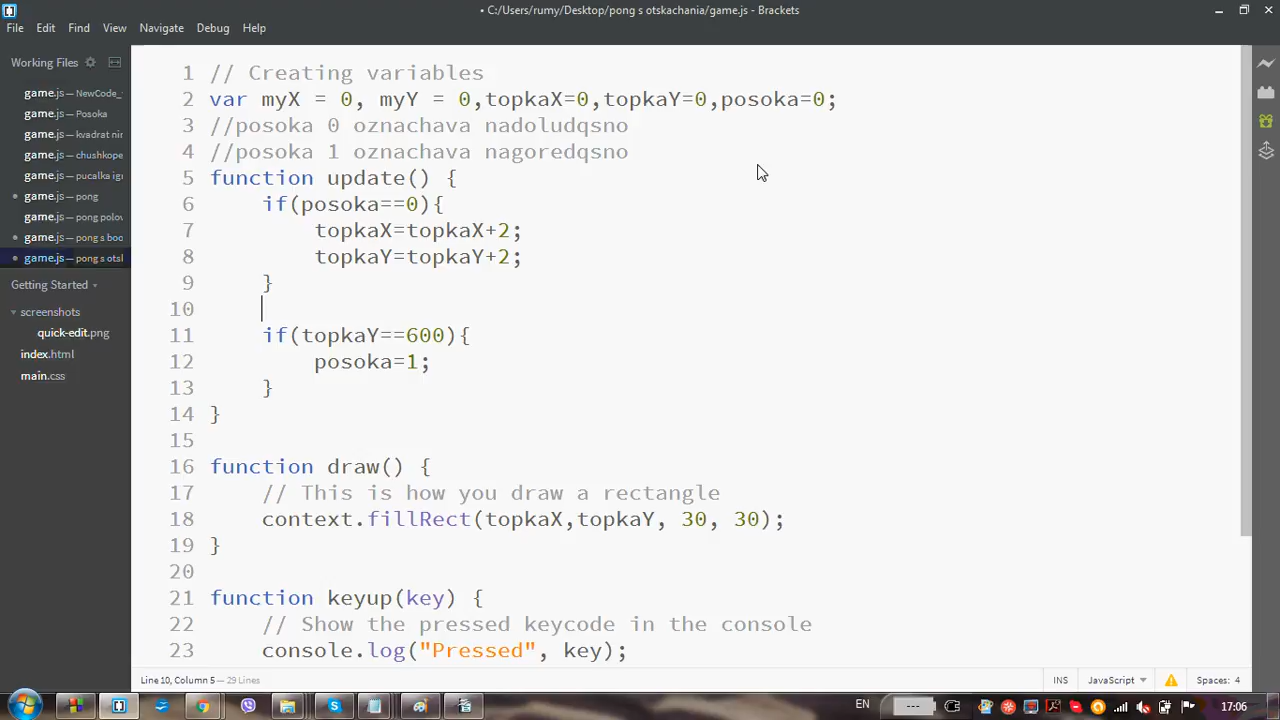 • C:/Users/rumy/Desktop/pong s otskachania/game.js - Brackets
File Edit Find View Navigate Debug Help
Working Files
game.js — NewCode_
game.js — Posoka
game.js — kvadrat nir
game.js — chushkope
game.js — pucalka igr
game.js — pong
game.js — pong polov
game.js — pong s boo
game.js — pong s otsl
Getting Started
screenshots
quick-edit.png
index.html
main.css
1 // Creating variables
2 var myX = 0, myY = 0,topkaX=0,topkaY=0,posoka=0;
3 //posoka 0 oznachava nadoludqsno
4 //posoka 1 oznachava nagoredqsno
5 function update() {
6 if(posoka==0){
7 topkaX=topkaX+2;
8 topkaY=topkaY+2;
9 }
10
11 if(topkaY==600){
12 posoka=1;
13 }
14 }
15
16 function draw() {
17 // This is how you draw a rectangle
18 context.fillRect(topkaX,topkaY, 30, 30);
19 }
20
21 function keyup(key) {
22 // Show the pressed keycode in the console
23 console.log("Pressed", key);
Line 10, Column 5 — 29 Lines
INS JavaScript Spaces: 4
EN 17:06